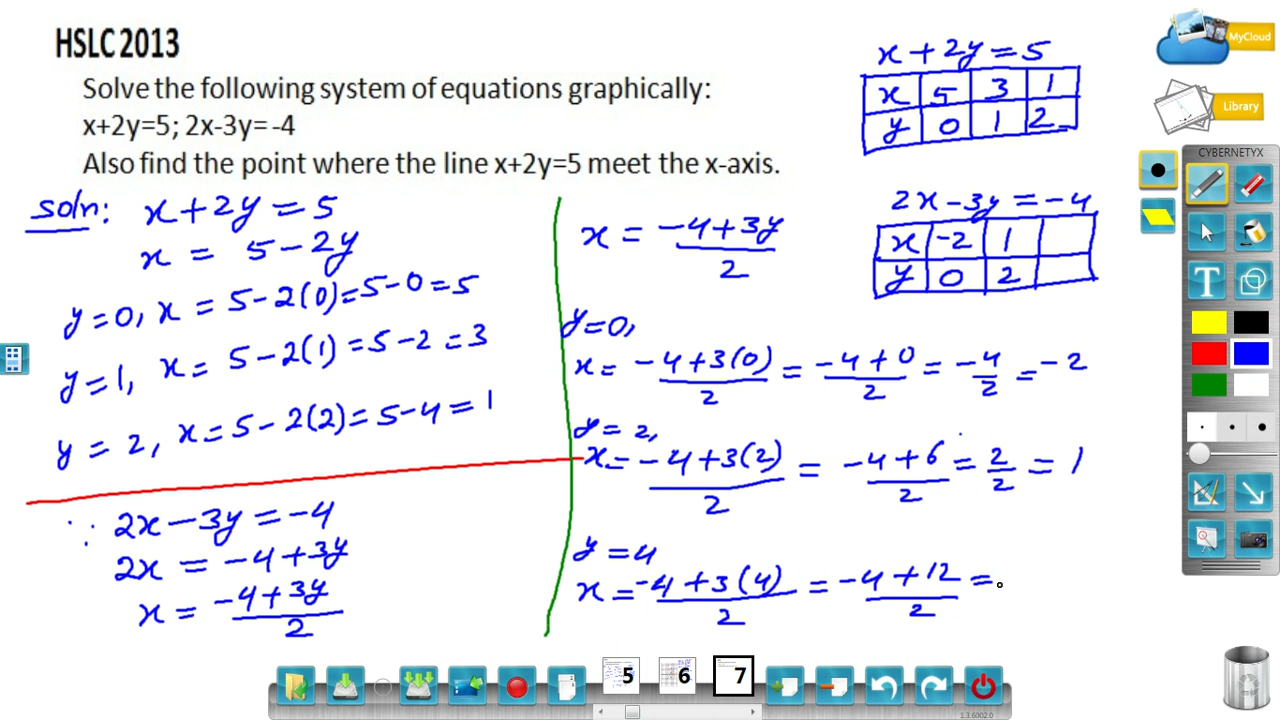 HSLC 2013
Solve the following system of equations graphically:
x+2y=5; 2x-3y= -4
Also find the point where the line x+2y=5 meet the x-axis.
soln: x+2y=5
x = 5-2y
y=0, x = 5-2(0)=5-0=5
y=1, x= 5-2(1)=5-2=3
y = 2, x=5-2(2)=5-4=1
∵ 2x-3y=-4
2x = -4+3y
x = (-4+3y)/2
x = (-4+3y)/2
y=0,
x= (-4+3(0))/2 = (-4+0)/2 = -4/2 = -2
y= 2,
x= (-4+3(2))/2 = (-4+6)/2 = 2/2 = 1
y=4
x= (-4+3(4))/2 = (-4+12)/2 =
x+2y=5
x 5 3 1
y 0 1 2
2x-3y=-4
x -2 1
y 0 2
MyCloud
Library
CYBERNETYX
T
5 6 7
1.3.6002.0